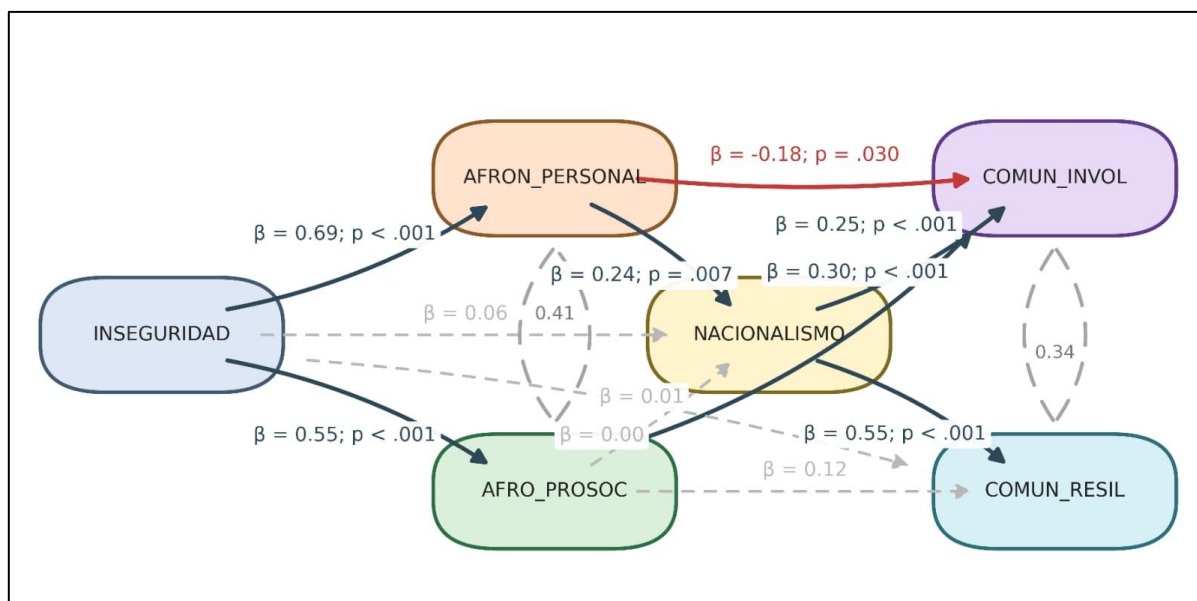 β = -0.18; p = .030
AFRON_PERSONAL
COMUN_INVOL
β = 0.69; p < .001
β = 0.25; p < .001
β = 0.24; p = .007
β = 0.30; p < .001
β = 0.06
0.41
INSEGURIDAD
NACIONALISMO
0.34
β = 0.01
β = 0.55; p < .001
β = 0.00
β = 0.55; p < .001
β = 0.12
AFRO_PROSOC
COMUN_RESIL